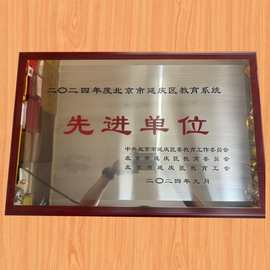 二〇二四年度北京市延庆区教育系统
先进单位
中共北京市延庆区委教育工作委员会
北京市延庆区教育委员会
北京市延庆区教育工会
二〇二四年九月